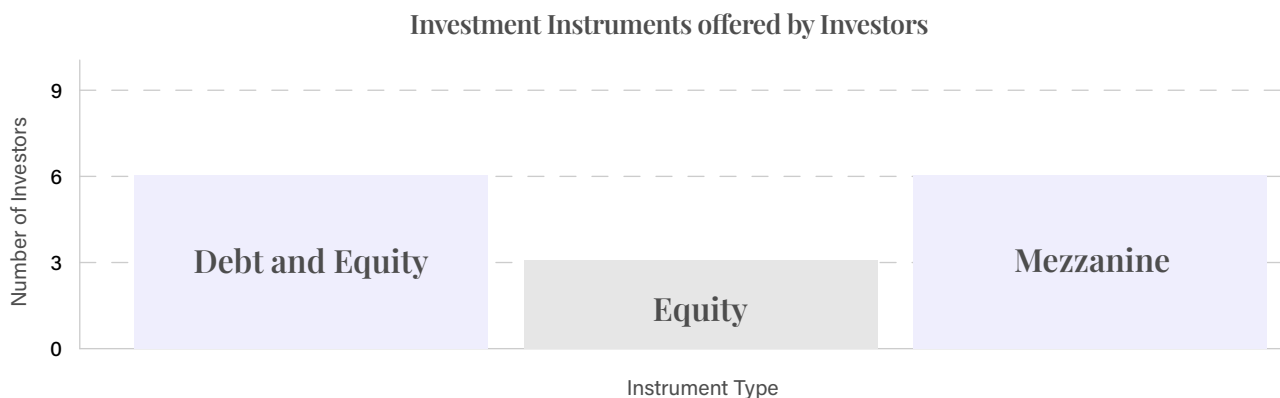 Investment Instruments offered by Investors
Number of Investors
9
6
3
0
Debt and Equity
Equity
Mezzanine
Instrument Type